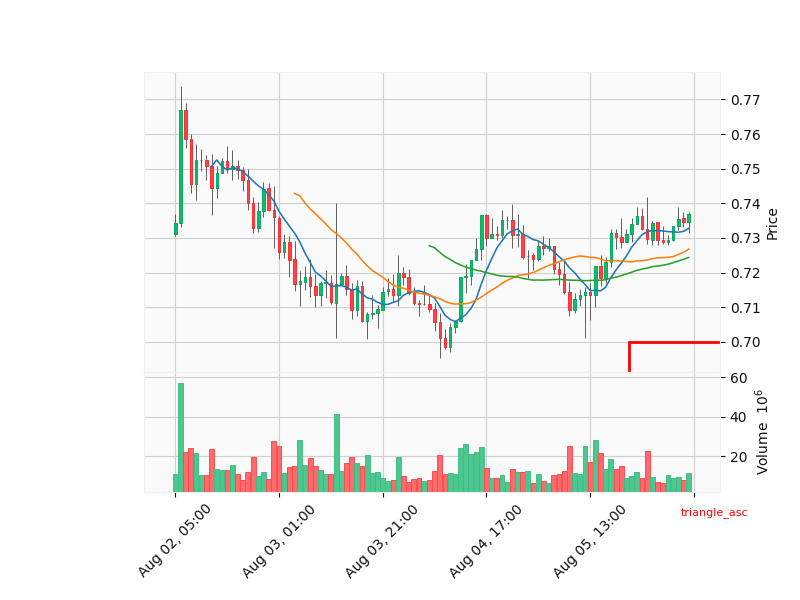 0.77
0.76
0.75
0.74
0.73
0.72
0.71
0.70
Price
60
40
20
Volume 10⁶
Aug 02, 05:00
Aug 03, 01:00
Aug 03, 21:00
Aug 04, 17:00
Aug 05, 13:00
triangle_asc